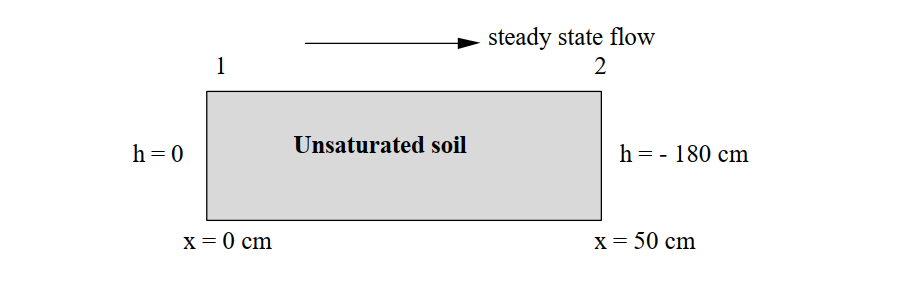 steady state flow
1
2
Unsaturated soil
h = 0
h = - 180 cm
x = 0 cm
x = 50 cm